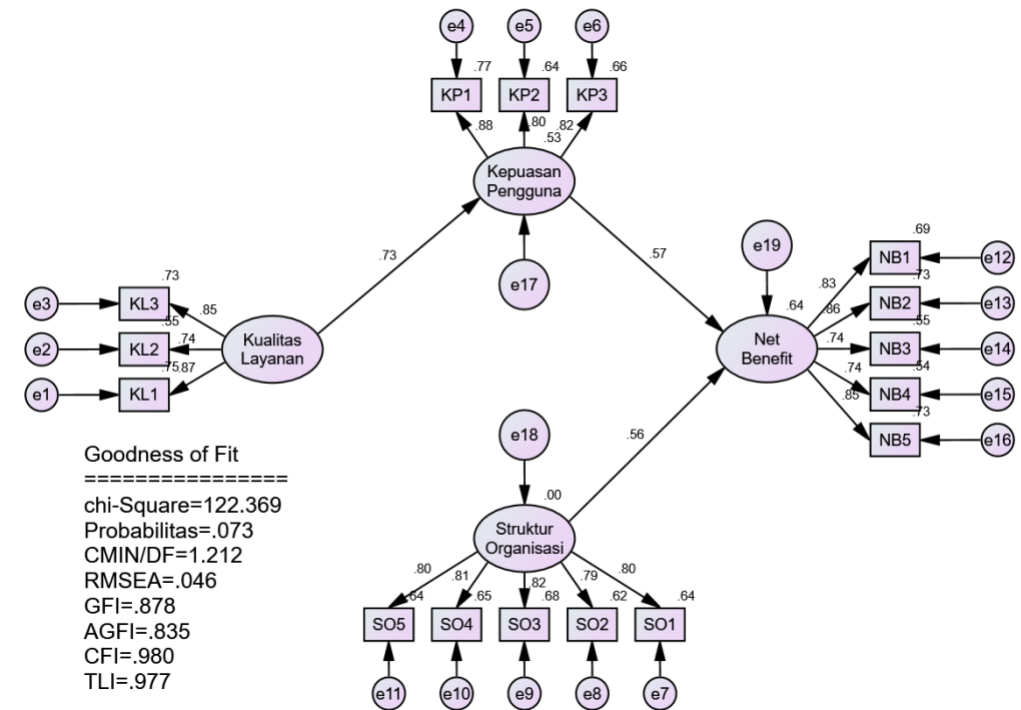 e4 e5 e6
.77 .64 .66
KP1 KP2 KP3
.88 .80 .82
.53
Kepuasan
Pengguna
.73
.57
e17
e19
.64
Net
Benefit
.69
NB1 e12
.83
.73
NB2 e13
.86
.55
NB3 e14
.74
.54
NB4 e15
.74
.73
NB5 e16
.85
.73
e3 KL3
.85
.55
e2 KL2
.74
.75
e1 KL1
.87
Kualitas
Layanan
e18
.00
.56
Struktur
Organisasi
.80 .81 .82 .79 .80
.64 .65 .68 .62 .64
SO5 SO4 SO3 SO2 SO1
e11 e10 e9 e8 e7
Goodness of Fit
================
chi-Square=122.369
Probabilitas=.073
CMIN/DF=1.212
RMSEA=.046
GFI=.878
AGFI=.835
CFI=.980
TLI=.977